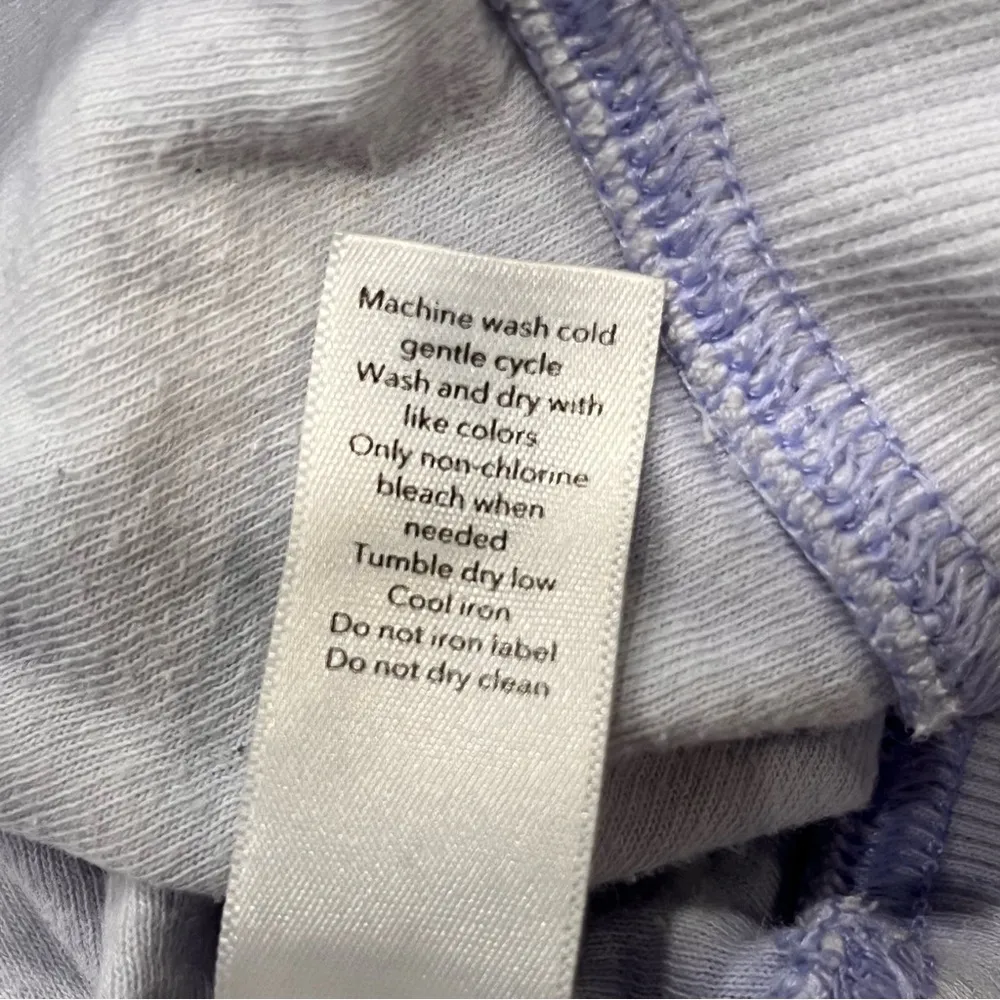 Machine wash cold
gentle cycle
Wash and dry with
like colors
Only non-chlorine
bleach when
needed
Tumble dry low
Cool iron
Do not iron label
Do not dry clean